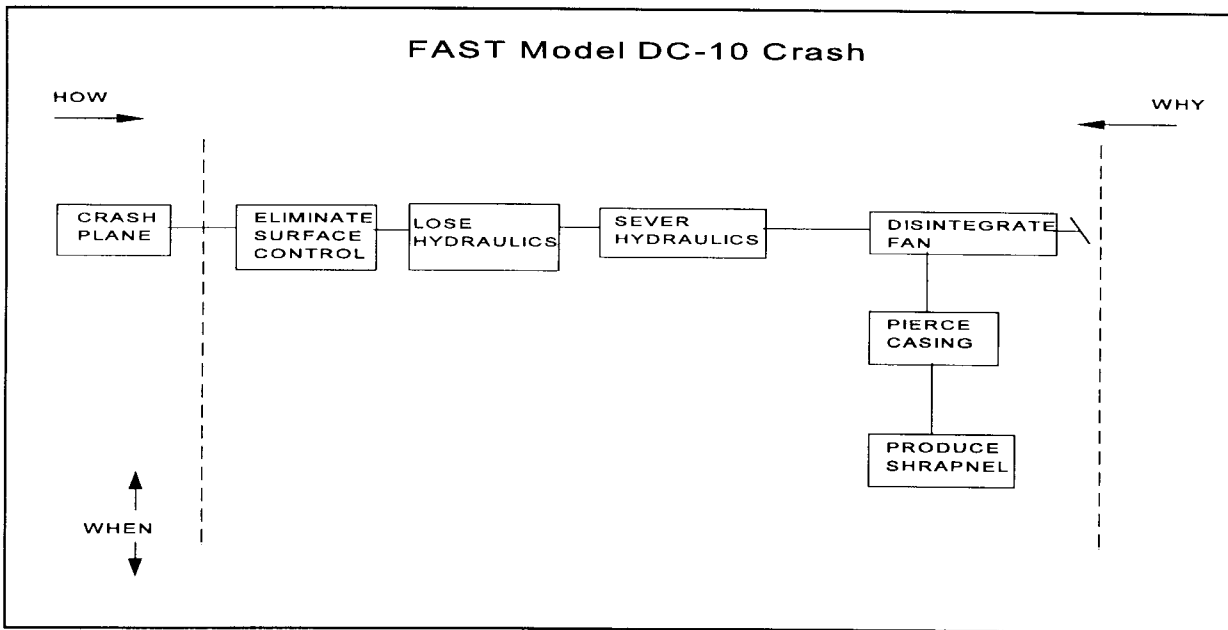 FAST Model DC-10 Crash
HOW
WHY
CRASH
PLANE
ELIMINATE
SURFACE
CONTROL
LOSE
HYDRAULICS
SEVER
HYDRAULICS
DISINTEGRATE
FAN
PIERCE
CASING
PRODUCE
SHRAPNEL
WHEN